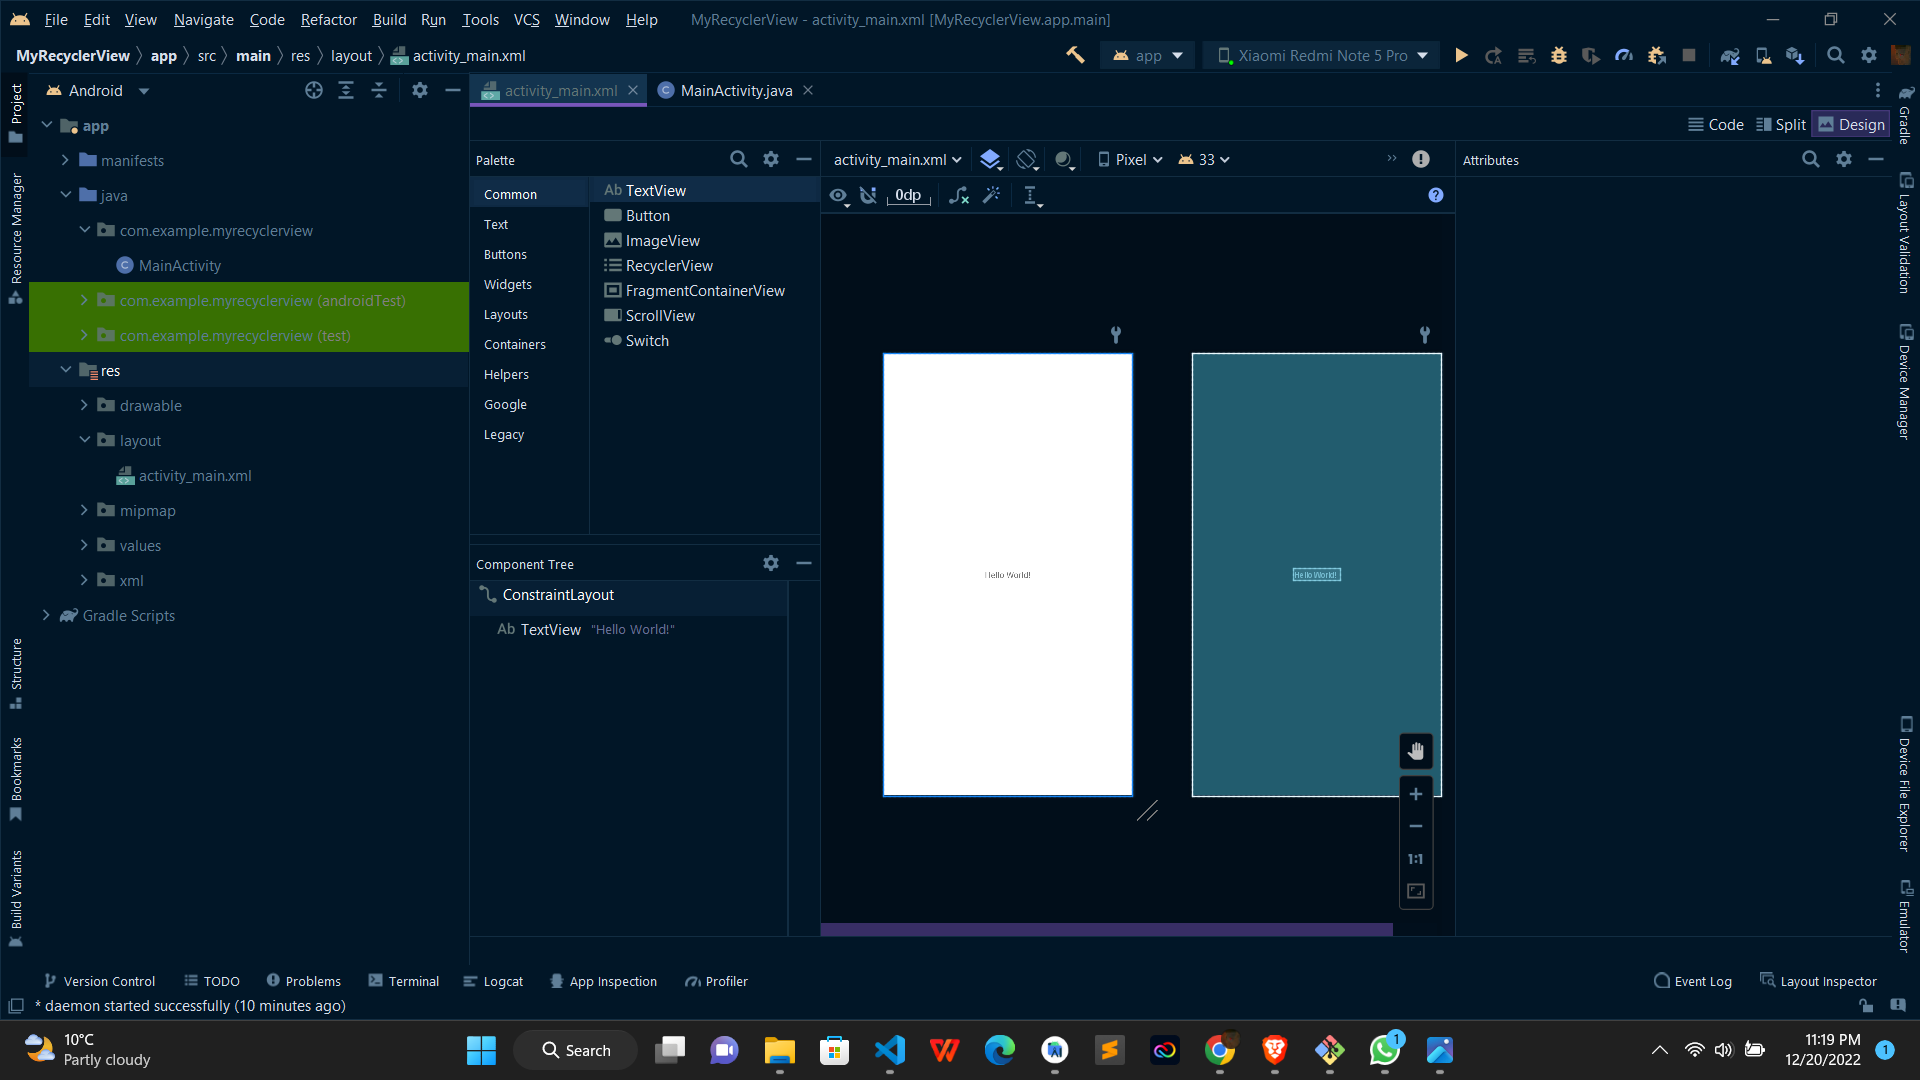 File Edit View Navigate Code Refactor Build Run Tools VCS Window Help MyRecyclerView - activity_main.xml [MyRecyclerView.app.main]
MyRecyclerView app src main res layout activity_main.xml app Xiaomi Redmi Note 5 Pro
Project
Resource Manager
Structure
Bookmarks
Build Variants
Android
app
manifests
java
com.example.myrecyclerview
MainActivity
com.example.myrecyclerview (androidTest)
com.example.myrecyclerview (test)
res
drawable
layout
activity_main.xml
mipmap
values
xml
Gradle Scripts
activity_main.xml MainActivity.java
Code Split Design
Palette
Common
Text
Buttons
Widgets
Layouts
Containers
Helpers
Google
Legacy
Ab TextView
Button
ImageView
RecyclerView
FragmentContainerView
ScrollView
Switch
Component Tree
ConstraintLayout
Ab TextView "Hello World!"
activity_main.xml Pixel 33
0dp
Hello World!
Hello World!
1:1
Attributes
Gradle
Layout Validation
Device Manager
Device File Explorer
Emulator
Version Control TODO Problems Terminal Logcat App Inspection Profiler Event Log Layout Inspector
* daemon started successfully (10 minutes ago)
10°C
Partly cloudy
Search
1
11:19 PM
12/20/2022
1